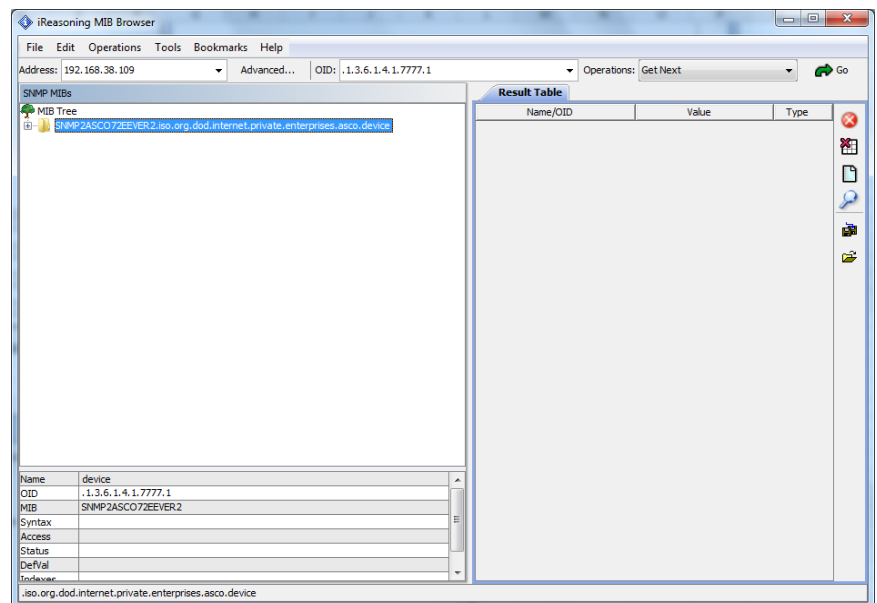 iReasoning MIB Browser
File Edit Operations Tools Bookmarks Help
Address: 192.168.38.109 Advanced... OID: .1.3.6.1.4.1.7777.1 Operations: Get Next Go
SNMP MIBs
MIB Tree
SNMP2ASCO72EEVER2.iso.org.dod.internet.private.enterprises.asco.device
Result Table
Name/OID Value Type
Name device
OID .1.3.6.1.4.1.7777.1
MIB SNMP2ASCO72EEVER2
Syntax
Access
Status
DefVal
Indexes
.iso.org.dod.internet.private.enterprises.asco.device